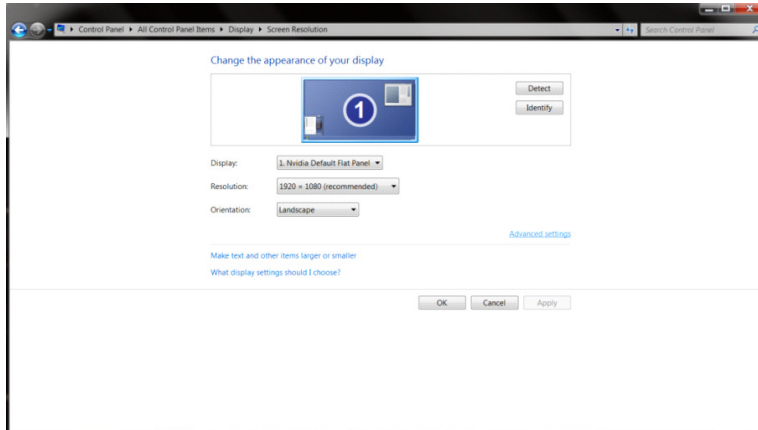 Control Panel ▸ All Control Panel Items ▸ Display ▸ Screen Resolution
Search Control Panel
Change the appearance of your display
1
Detect
Identify
Display: 1. Nvidia Default Flat Panel
Resolution: 1920 × 1080 (recommended)
Orientation: Landscape
Advanced settings
Make text and other items larger or smaller
What display settings should I choose?
OK Cancel Apply